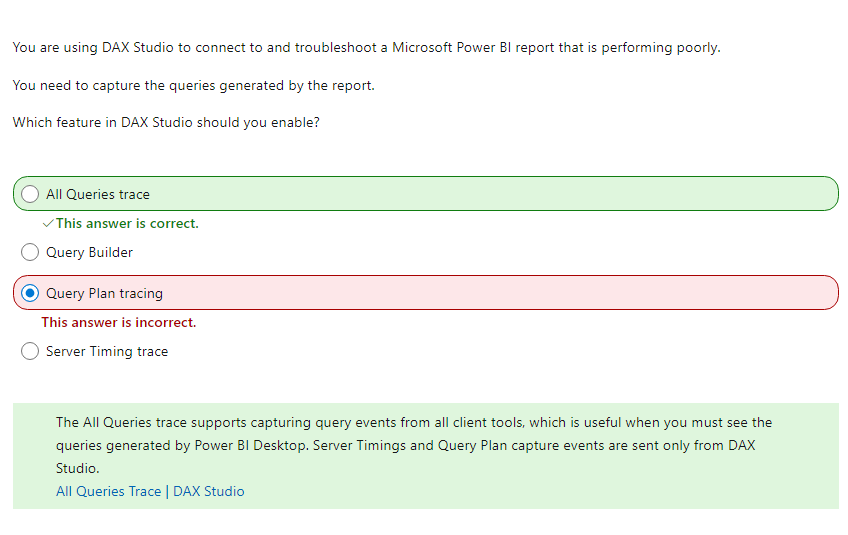 You are using DAX Studio to connect to and troubleshoot a Microsoft Power BI report that is performing poorly.
You need to capture the queries generated by the report.
Which feature in DAX Studio should you enable?
All Queries trace
This answer is correct.
Query Builder
Query Plan tracing
This answer is incorrect.
Server Timing trace
The All Queries trace supports capturing query events from all client tools, which is useful when you must see the
queries generated by Power BI Desktop. Server Timings and Query Plan capture events are sent only from DAX
Studio.
All Queries Trace | DAX Studio